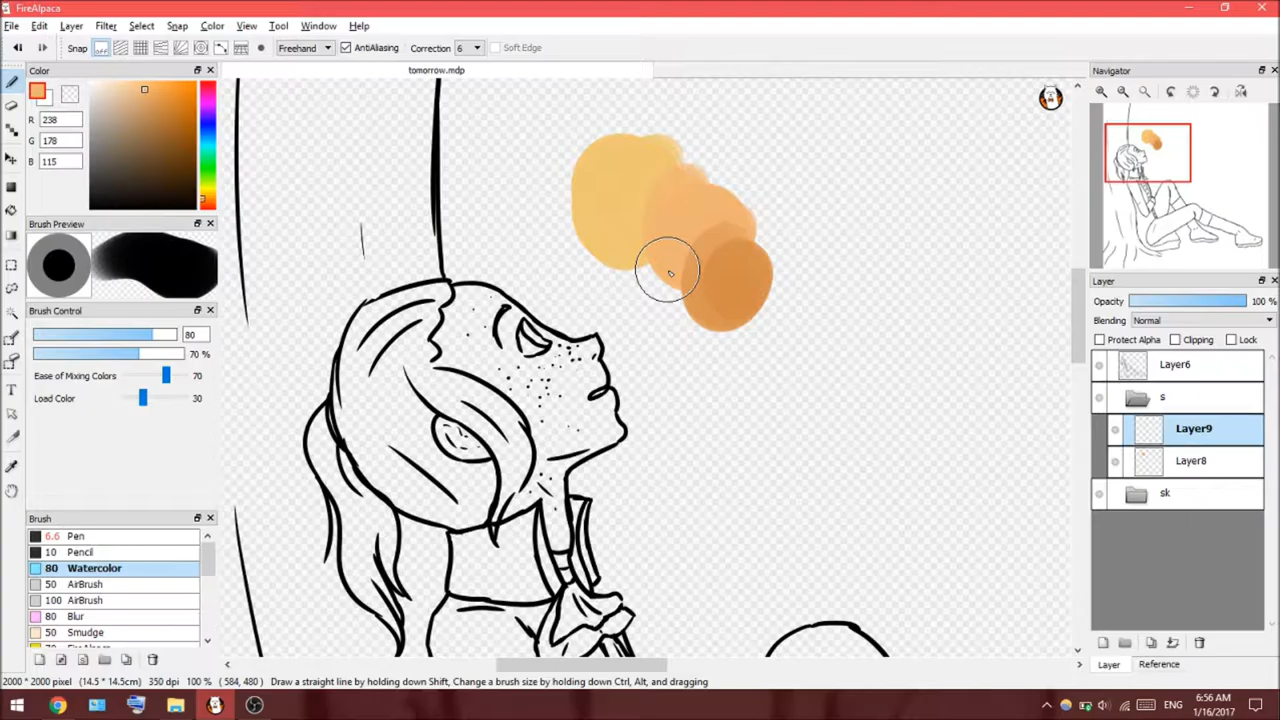 FireAlpaca
File Edit Layer Filter Select Snap Color View Tool Window Help
Snap OFF Freehand AntiAliasing Correction 6 Soft Edge
Color
tomorrow.mdp
Navigator
R 238
G 178
B 115
Brush Preview
Brush Control
80
70 %
Ease of Mixing Colors 70
Load Color 30
Brush
6.6 Pen
10 Pencil
80 Watercolor
50 AirBrush
100 AirBrush
80 Blur
50 Smudge
Layer
Opacity 100 %
Blending Normal
Protect Alpha Clipping Lock
Layer6
s
Layer9
Layer8
sk
Layer Reference
2000 * 2000 pixel (14.5 * 14.5cm) 350 dpi 100 % (584, 480) Draw a straight line by holding down Shift, Change a brush size by holding down Ctrl, Alt, and dragging
ENG
6:56 AM
1/16/2017